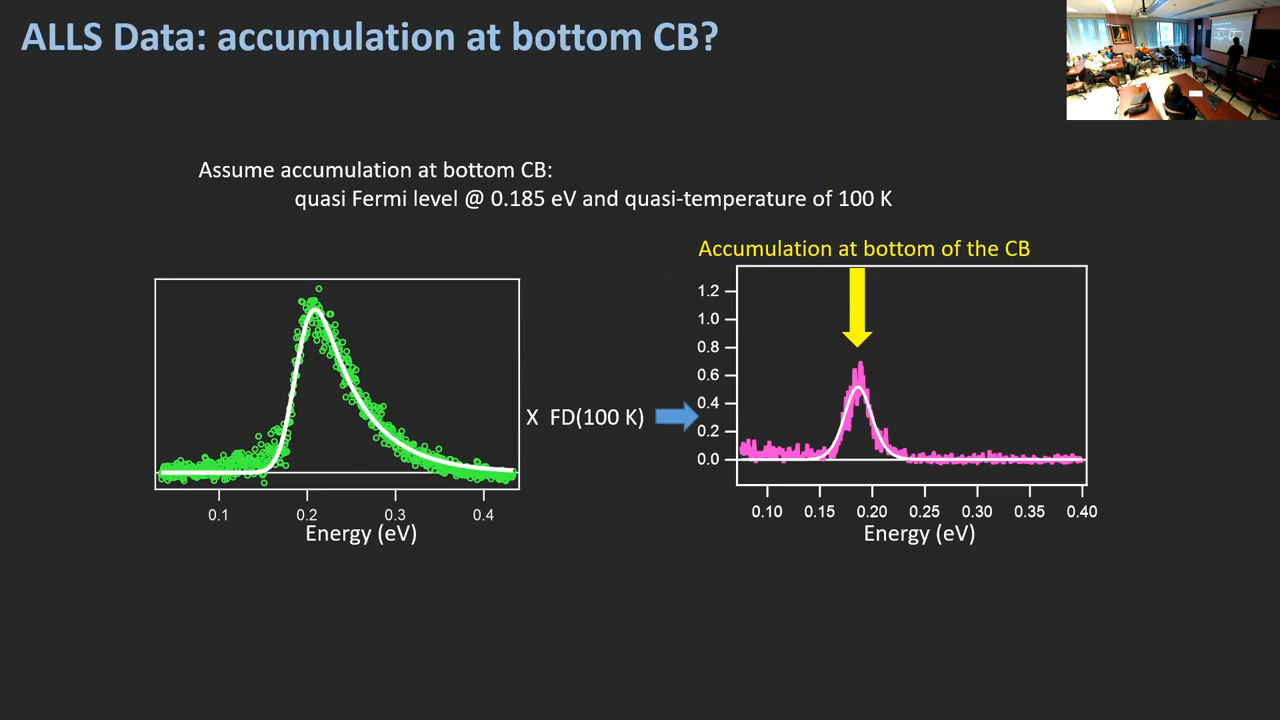 ALLS Data: accumulation at bottom CB?
Assume accumulation at bottom CB:
quasi Fermi level @ 0.185 eV and quasi-temperature of 100 K
Accumulation at bottom of the CB
X FD(100 K)
0.1 0.2 0.3 0.4
Energy (eV)
1.2
1.0
0.8
0.6
0.4
0.2
0.0
0.10 0.15 0.20 0.25 0.30 0.35 0.40
Energy (eV)